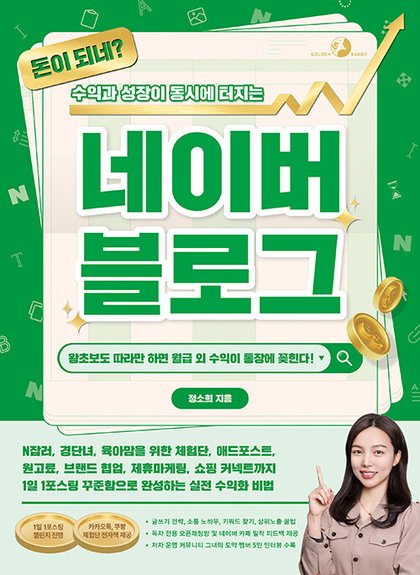 돈이 되네?
GOLDEN RABBIT
수익과 성장이 동시에 터지는
네이버
블로그
왕초보도 따라만 하면 월급 외 수익이 통장에 꽂힌다!
정소희 지음
N잡러, 경단녀, 육아맘을 위한 체험단, 애드포스트,
원고료, 브랜드 협업, 제휴마케팅, 쇼핑 커넥트까지
1일 1포스팅 꾸준함으로 완성하는 실전 수익화 비법
1일 1포스팅
챌린지 진행
카카오톡, 쿠팡
체험단 전자책 제공
• 글쓰기 전략, 소통 노하우, 키워드 찾기, 상위노출 꿀팁
• 독자 전용 오픈채팅방 및 네이버 카페 밀착 피드백 제공
• 저자 운영 커뮤니티 그녀의 도약 멤버 5인 인터뷰 수록